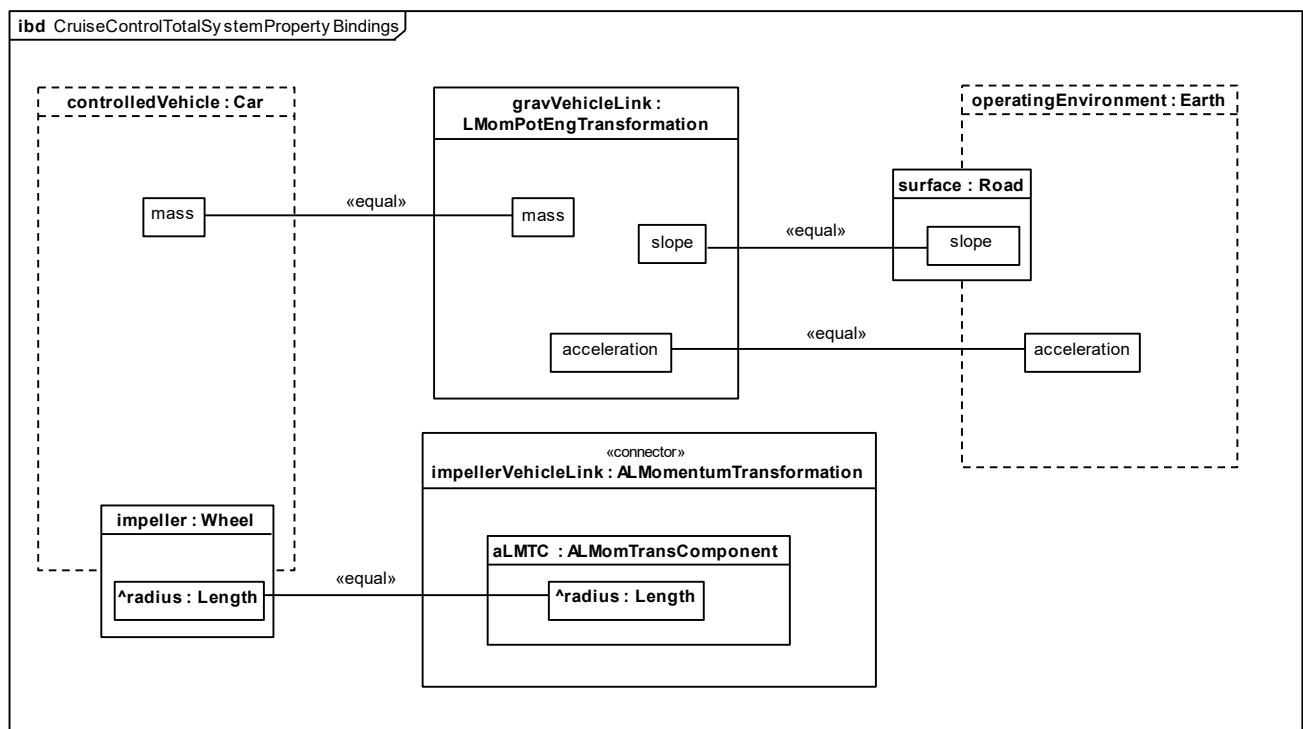 ibd CruiseControlTotalSystemPropertyBindings
controlledVehicle : Car
gravVehicleLink :
LMomPotEngTransformation
operatingEnvironment : Earth
surface : Road
mass
«equal»
mass
slope
«equal»
slope
acceleration
«equal»
acceleration
«connector»
impellerVehicleLink : ALMomentumTransformation
impeller : Wheel
aLMTC : ALMomTransComponent
^radius : Length
«equal»
^radius : Length